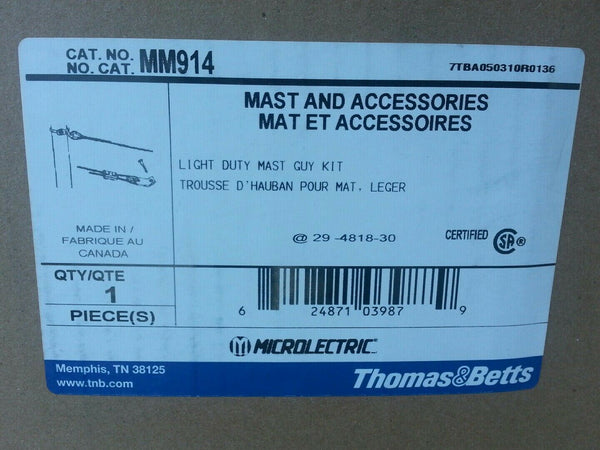 CAT. NO. MM914
NO. CAT.
7TBA050310R0136
MAST AND ACCESSORIES
MAT ET ACCESSOIRES
LIGHT DUTY MAST GUY KIT
TROUSSE D'HAUBAN POUR MAT, LEGER
MADE IN /
FABRIQUE AU
CANADA
@ 29 -4818-30
CERTIFIED CSA ®
QTY/QTE
1
PIECE(S)
6 24871 03987 9
MICROLECTRIC
Memphis, TN 38125
www.tnb.com
Thomas&Betts